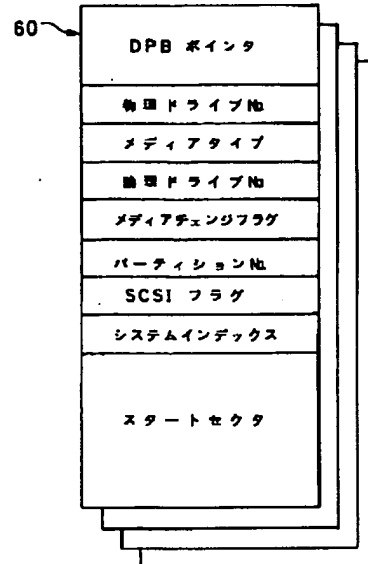 60
DPB ポインタ
物理ドライブ№
メディアタイプ
論理ドライブ№
メディアチェンジフラグ
パーティション№
SCSI フラグ
システムインデックス
スタートセクタ